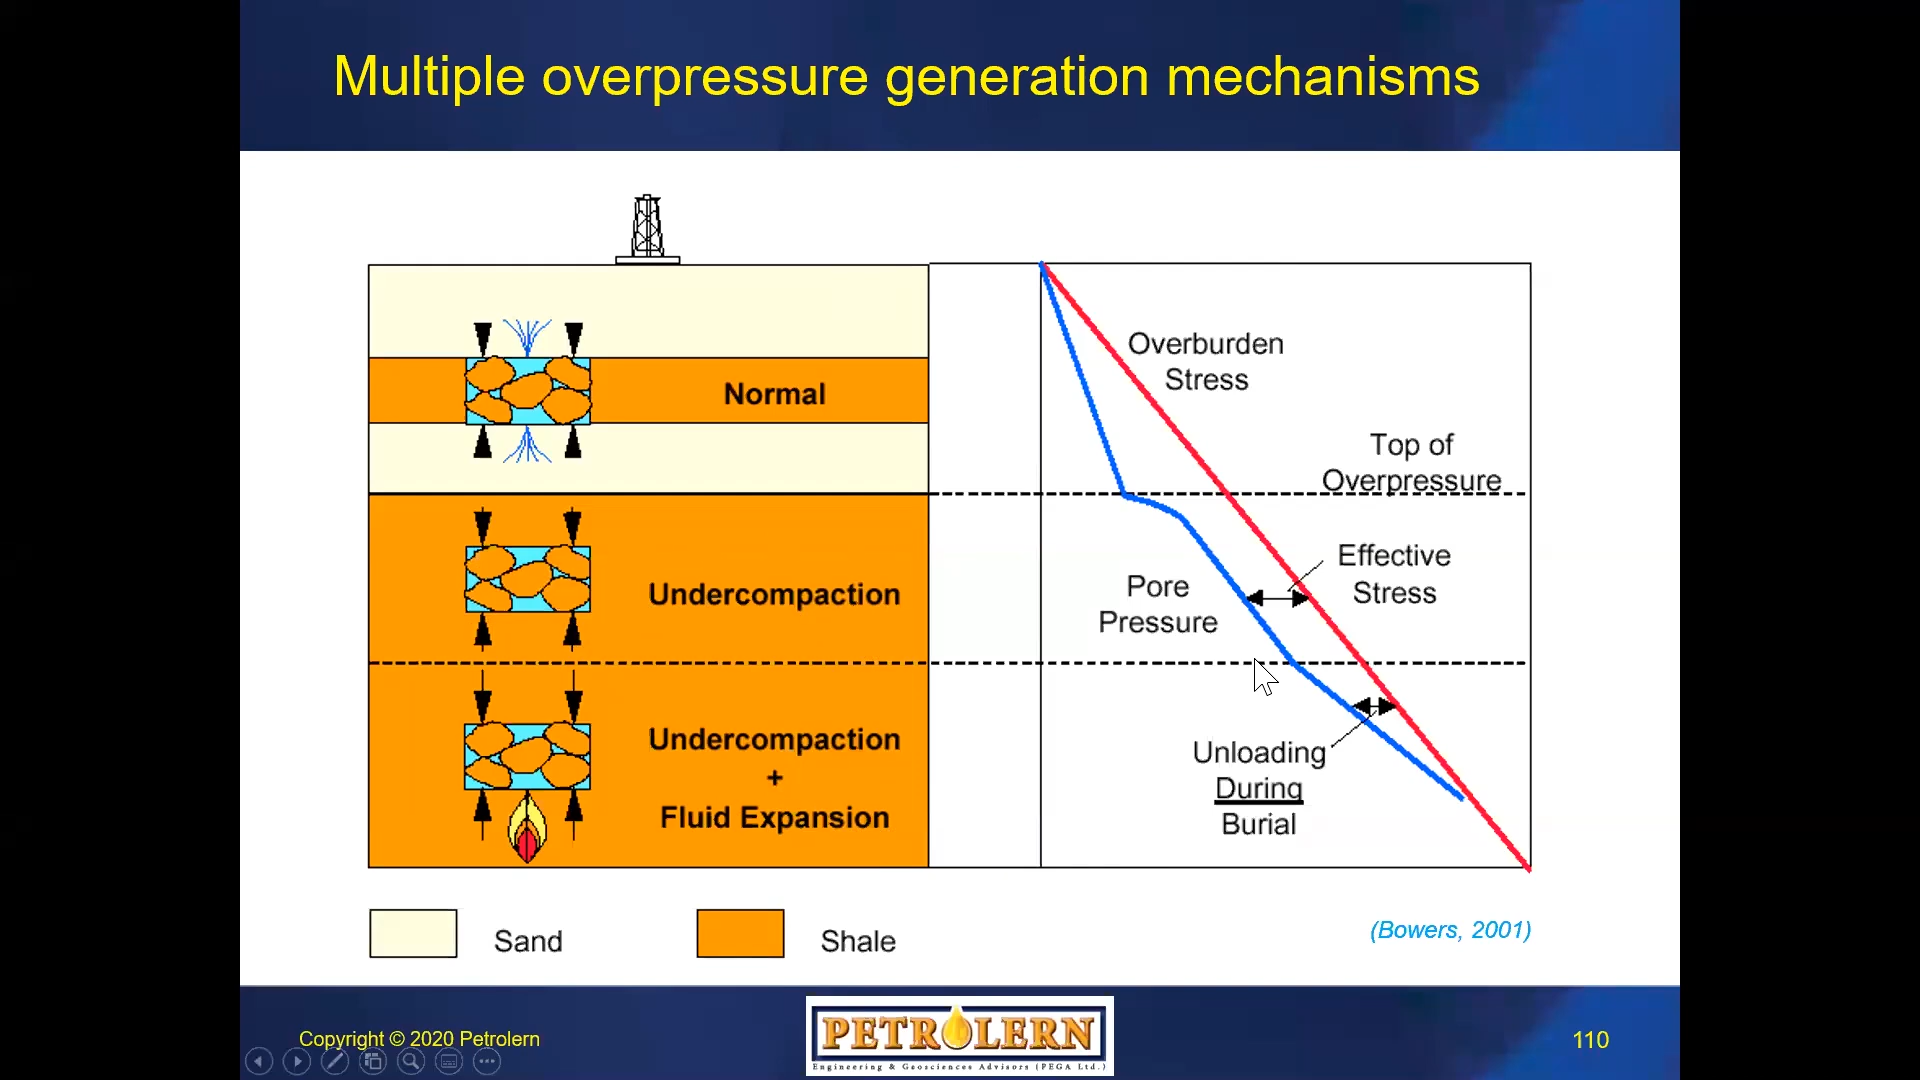 Multiple overpressure generation mechanisms
Normal
Undercompaction
Undercompaction
+
Fluid Expansion
Overburden
Stress
Top of
Overpressure
Effective
Stress
Pore
Pressure
Unloading
During
Burial
Sand
Shale
(Bowers, 2001)
Copyright © 2020 Petrolern
PETROLERN
Engineering & Geosciences Advisors (PEGA Ltd.)
110